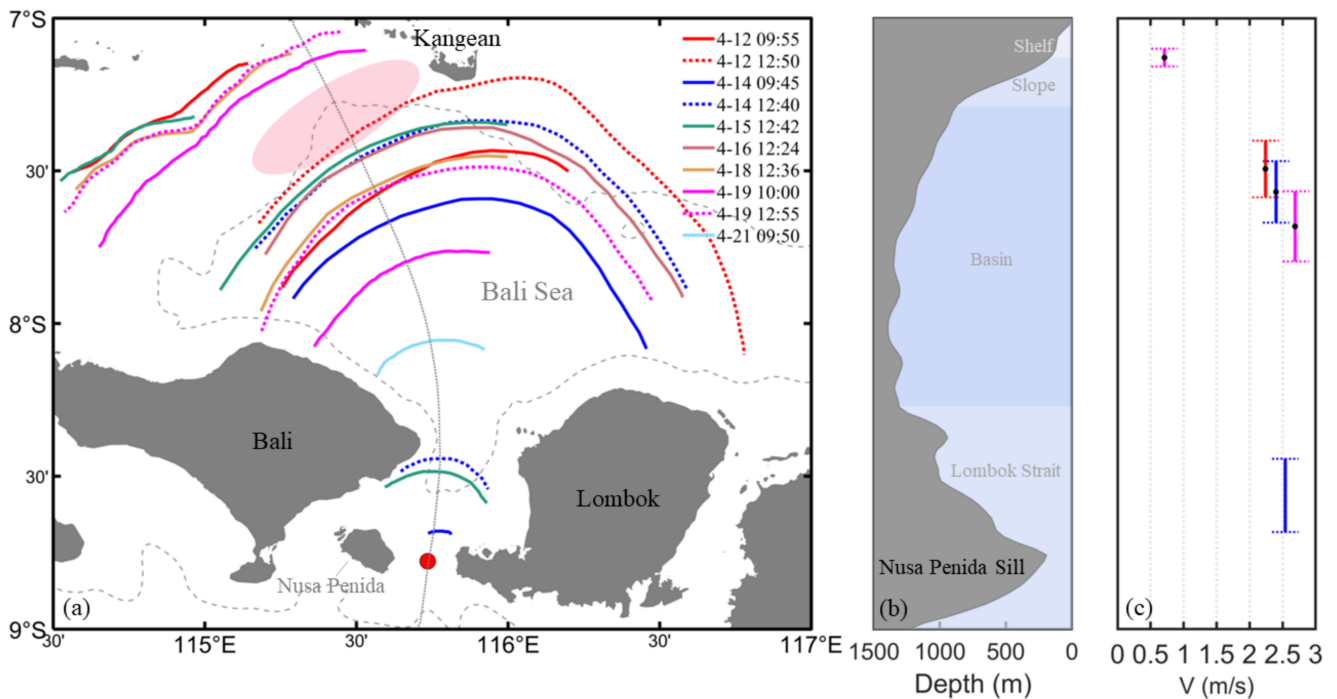 7°S
30'
8°S
30'
9°S
30'
115°E
30'
116°E
30'
117°E
Kangean
4-12 09:55
4-12 12:50
4-14 09:45
4-14 12:40
4-15 12:42
4-16 12:24
4-18 12:36
4-19 10:00
4-19 12:55
4-21 09:50
Bali Sea
Bali
Lombok
Nusa Penida
(a)
Shelf
Slope
Basin
Lombok Strait
Nusa Penida Sill
(b)
1500 1000 500 0
Depth (m)
(c)
0 0.5 1 1.5 2 2.5 3
V (m/s)